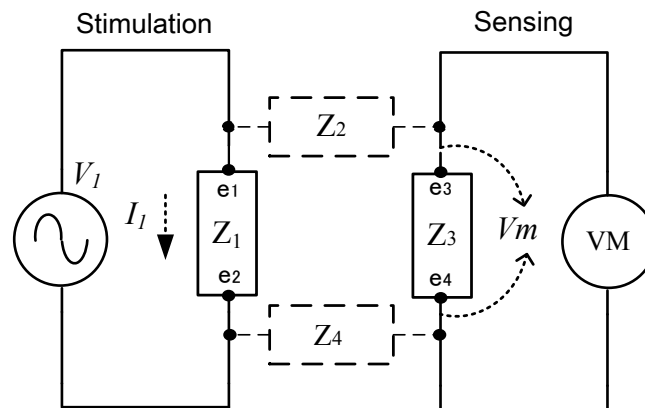 Stimulation
Sensing
Z2
V1
e1
e3
I1
Z1
Z3
Vm
VM
e2
e4
Z4